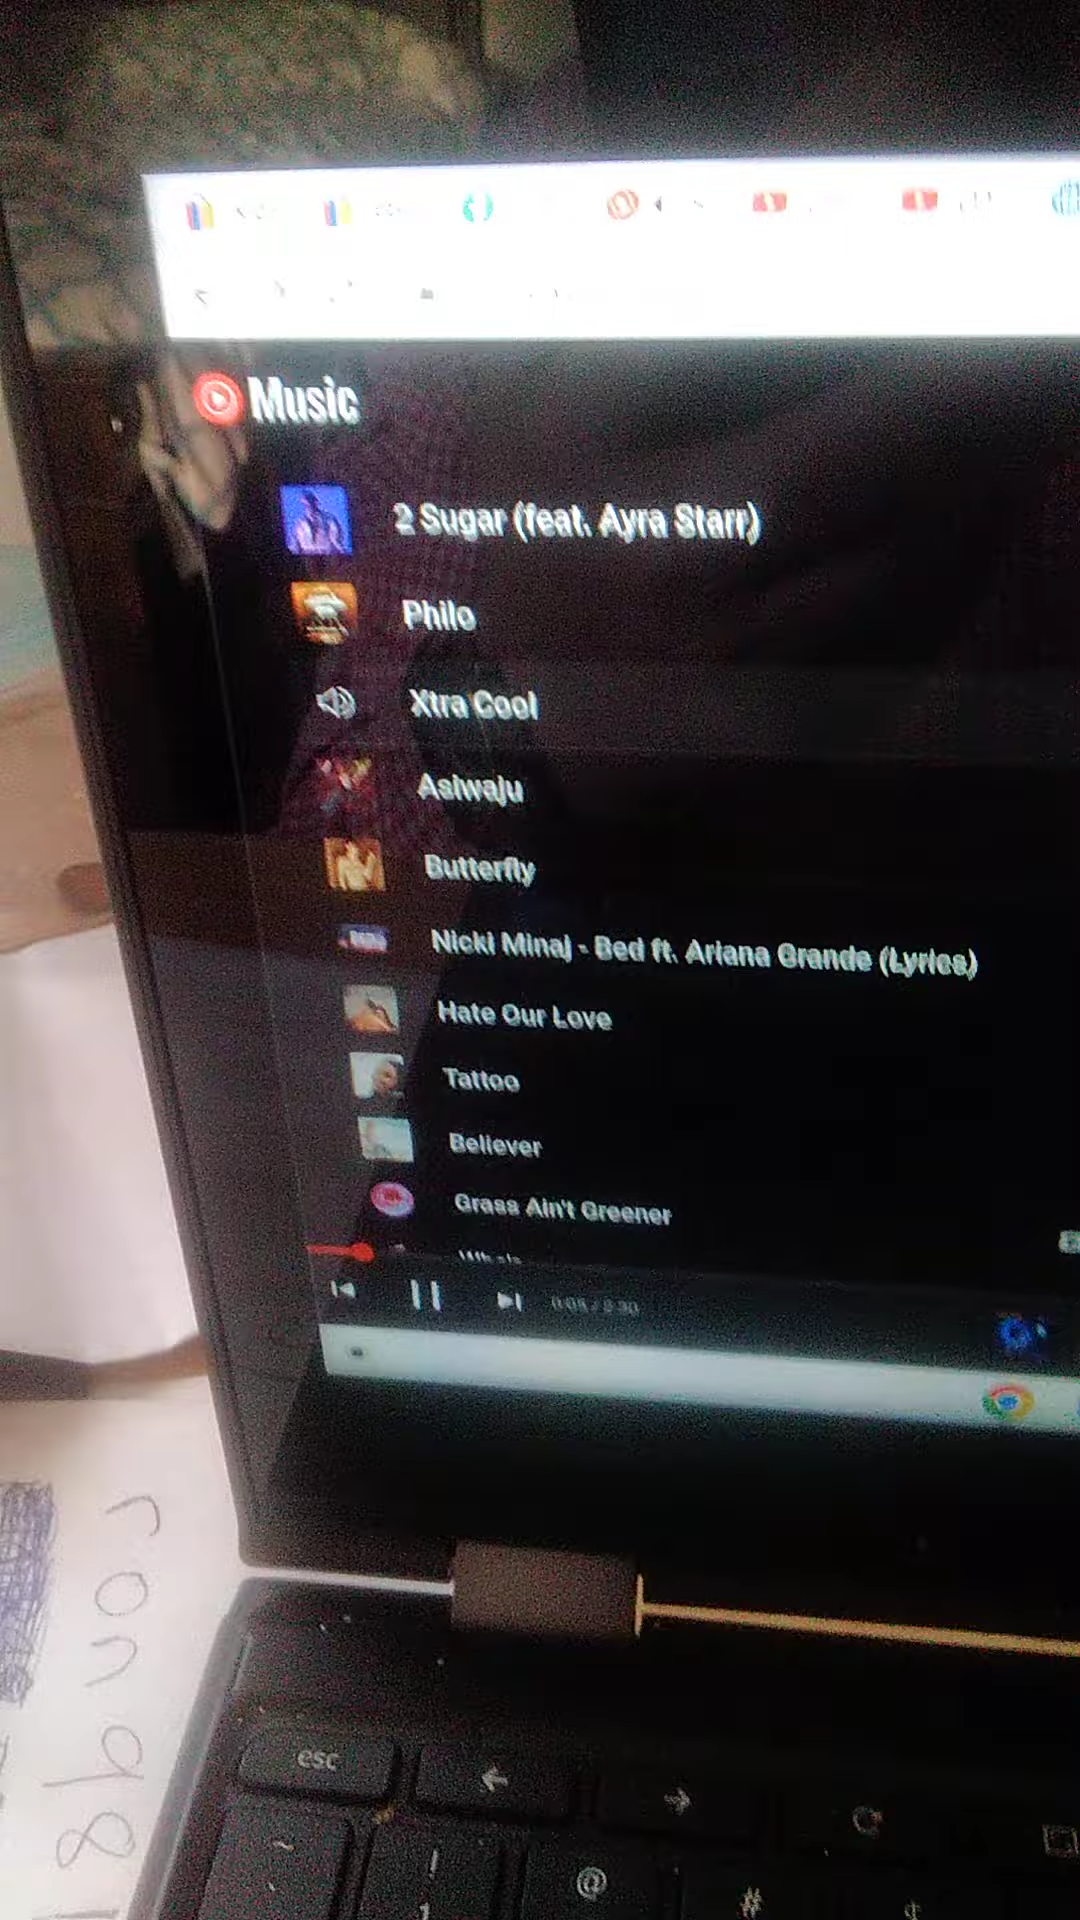 Music
2 Sugar (feat. Ayra Starr)
Philo
Xtra Cool
Asiwaju
Butterfly
Nicki Minaj - Bed ft. Ariana Grande (Lyrics)
Hate Our Love
Tattoo
Believer
Grass Ain't Greener
esc
~
!
@
#
1